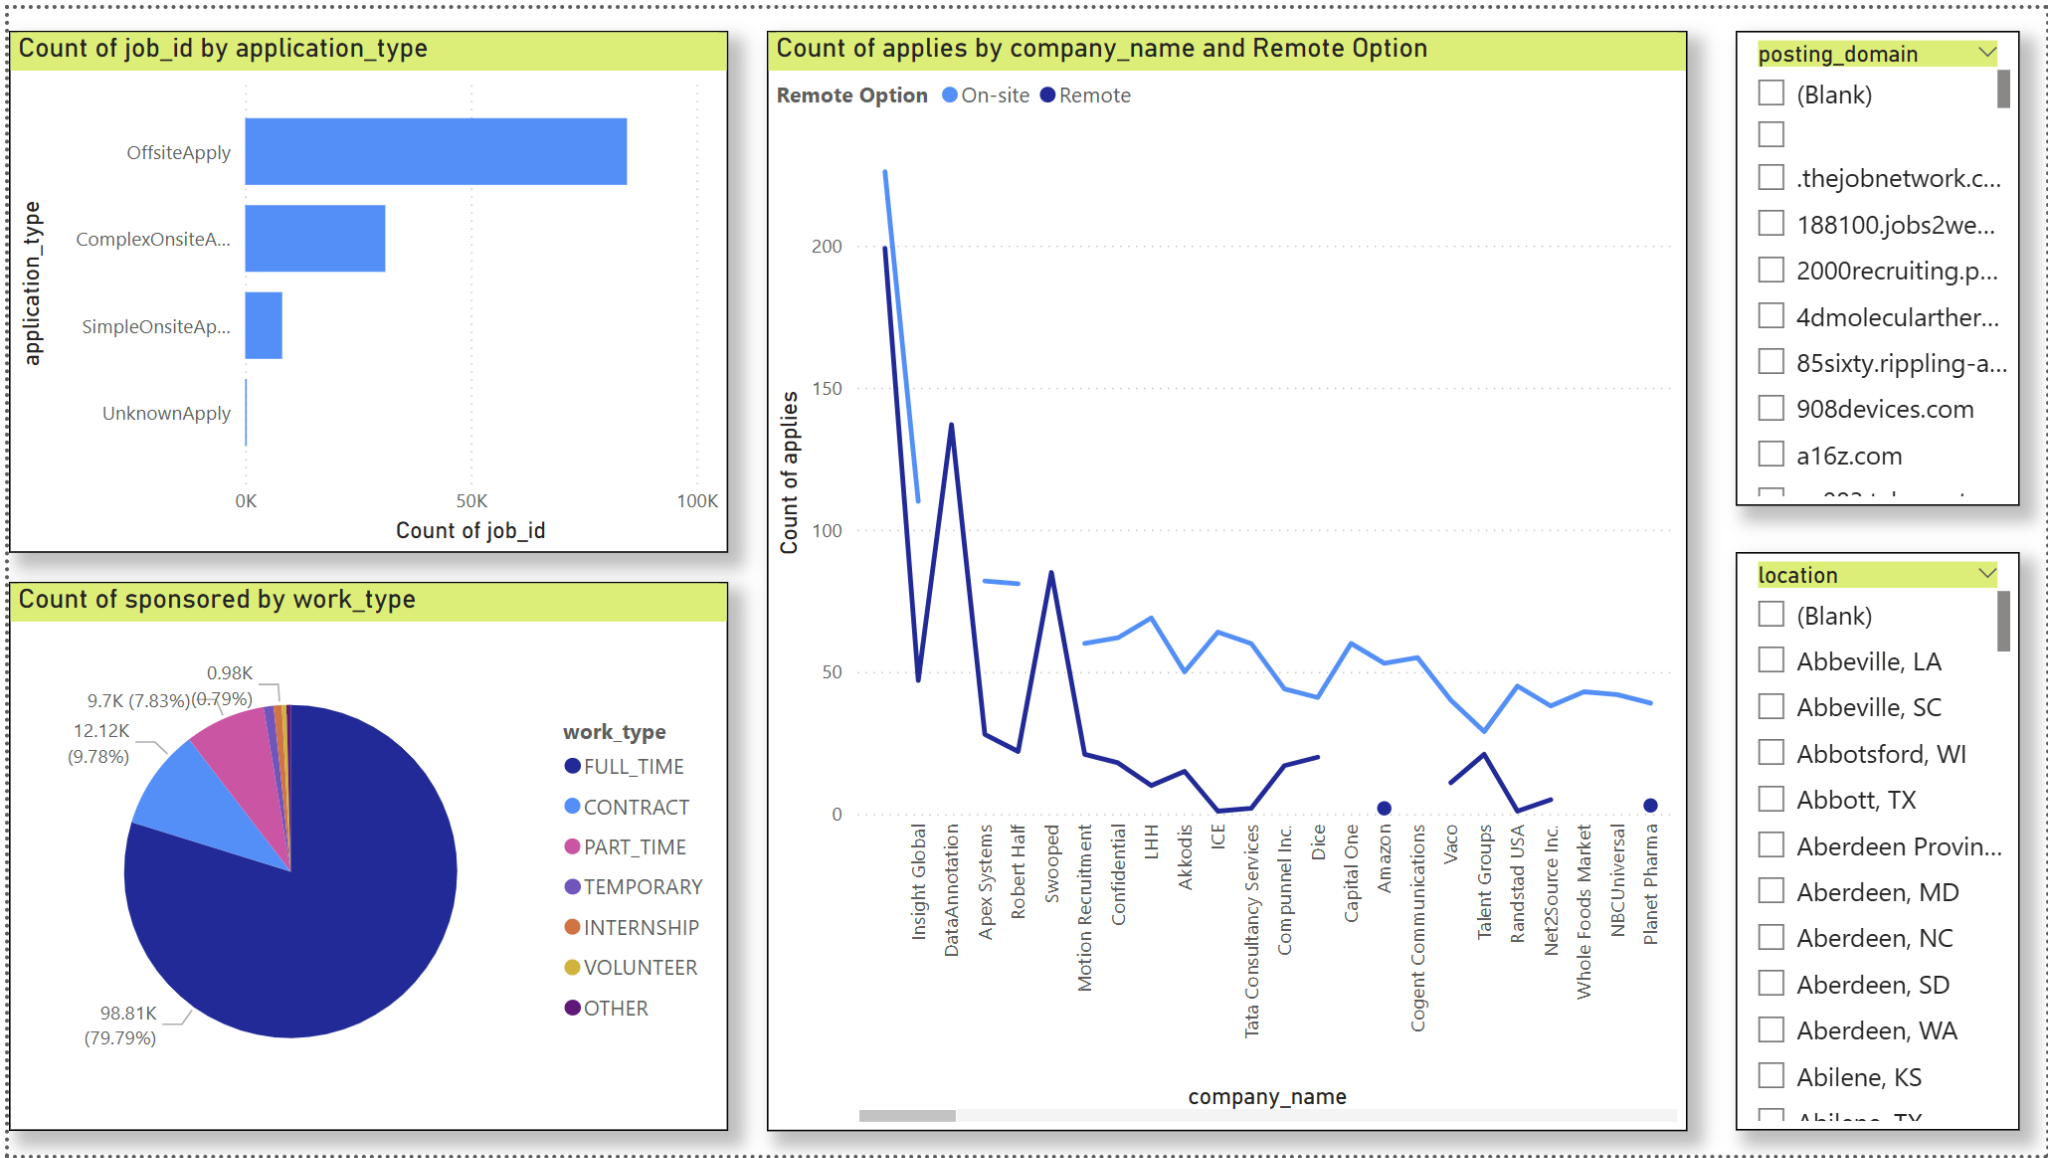 Count of job_id by application_type
application_type
OffsiteApply
ComplexOnsiteA...
SimpleOnsiteAp...
UnknownApply
0K
50K
100K
Count of job_id
Count of sponsored by work_type
0.98K
(0.79%)
9.7K (7.83%)
12.12K
(9.78%)
98.81K
(79.79%)
work_type
FULL_TIME
CONTRACT
PART_TIME
TEMPORARY
INTERNSHIP
VOLUNTEER
OTHER
Count of applies by company_name and Remote Option
Remote Option On-site Remote
Count of applies
200
150
100
50
0
Insight Global
DataAnnotation
Apex Systems
Robert Half
Swooped
Motion Recruitment
Confidential
LHH
Akkodis
ICE
Tata Consultancy Services
Compunnel Inc.
Dice
Capital One
Amazon
Cogent Communications
Vaco
Talent Groups
Randstad USA
Net2Source Inc.
Whole Foods Market
NBCUniversal
Planet Pharma
company_name
posting_domain
(Blank)
.thejobnetwork.c...
188100.jobs2we...
2000recruiting.p...
4dmolecularther...
85sixty.rippling-a...
908devices.com
a16z.com
location
(Blank)
Abbeville, LA
Abbeville, SC
Abbotsford, WI
Abbott, TX
Aberdeen Provin...
Aberdeen, MD
Aberdeen, NC
Aberdeen, SD
Aberdeen, WA
Abilene, KS
Abilene, TX